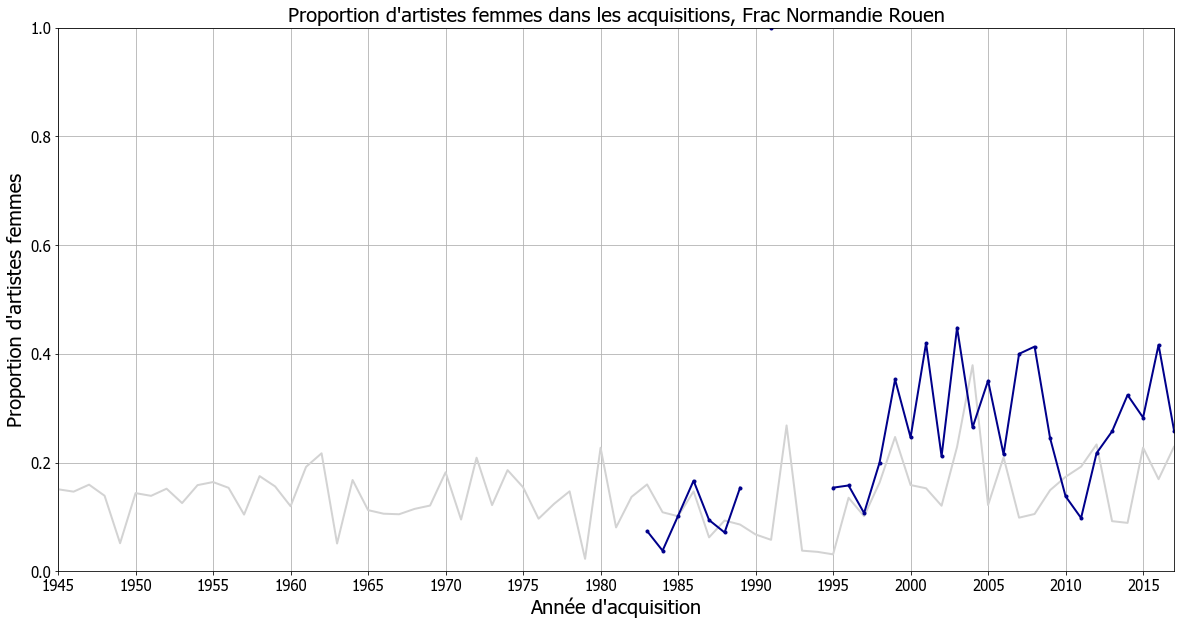 Proportion d'artistes femmes dans les acquisitions, Frac Normandie Rouen
Proportion d'artistes femmes
1.0
0.8
0.6
0.4
0.2
0.0
1945 1950 1955 1960 1965 1970 1975 1980 1985 1990 1995 2000 2005 2010 2015
Année d'acquisition